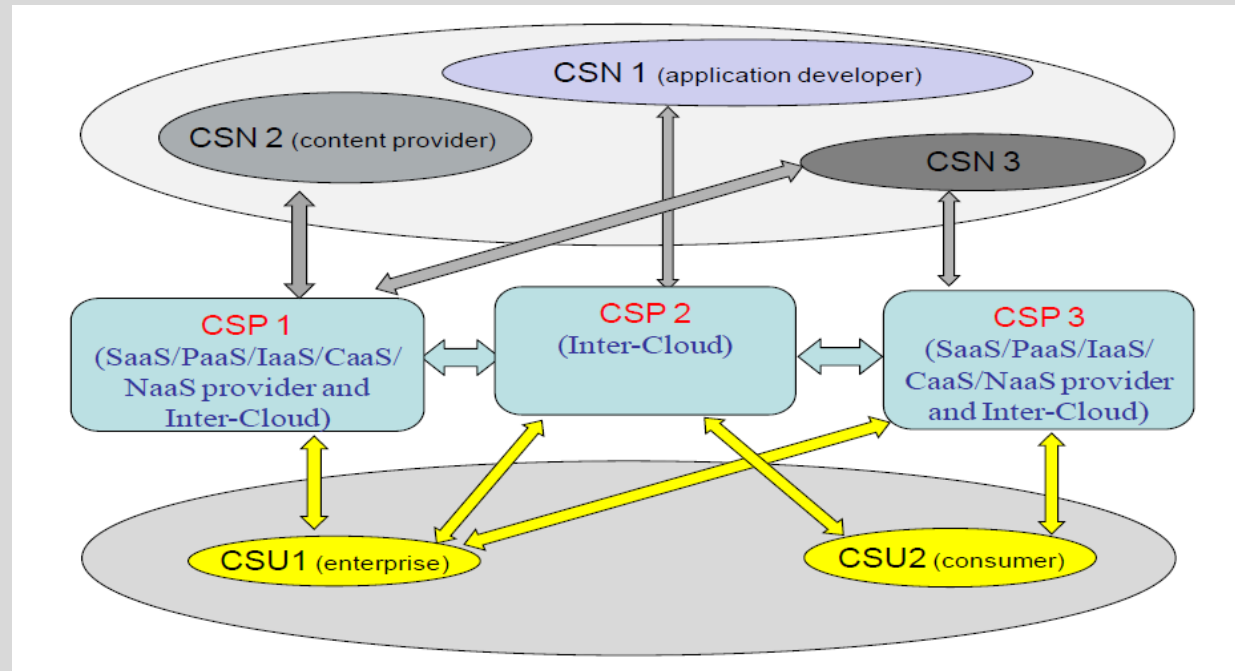 CSN 1 (application developer)
CSN 2 (content provider)
CSN 3
CSP 1
(SaaS/PaaS/IaaS/CaaS/
NaaS provider and
Inter-Cloud)
CSP 2
(Inter-Cloud)
CSP 3
(SaaS/PaaS/IaaS/
CaaS/NaaS provider
and Inter-Cloud)
CSU1 (enterprise)
CSU2 (consumer)